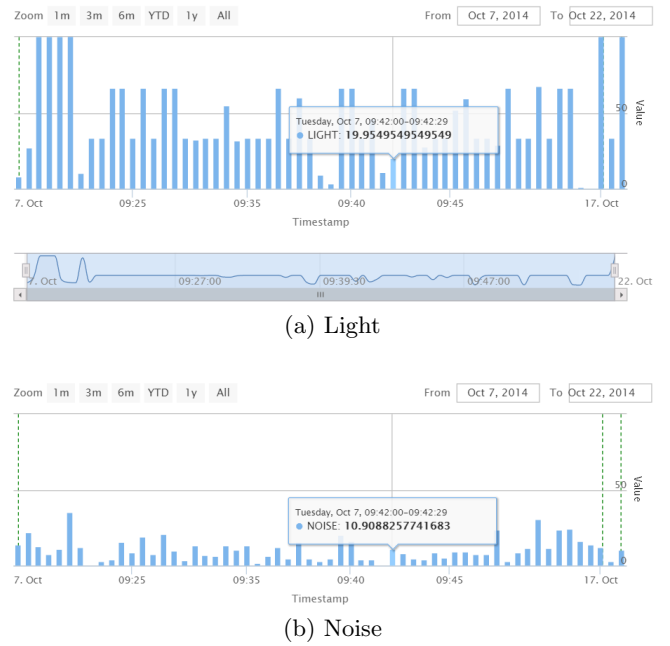 Zoom 1m 3m 6m YTD 1y All From Oct 7, 2014 To Oct 22, 2014
50
Value
Tuesday, Oct 7, 09:42:00-09:42:29
LIGHT: 19.9549549549549
0
7. Oct 09:25 09:35 09:40 09:45 17. Oct
Timestamp
7. Oct 09:27:00 09:39:30 09:47:00 22. Oct
(a) Light
Zoom 1m 3m 6m YTD 1y All From Oct 7, 2014 To Oct 22, 2014
50
Value
Tuesday, Oct 7, 09:42:00-09:42:29
NOISE: 10.9088257741683
0
7. Oct 09:25 09:35 09:40 09:45 17. Oct
Timestamp
(b) Noise